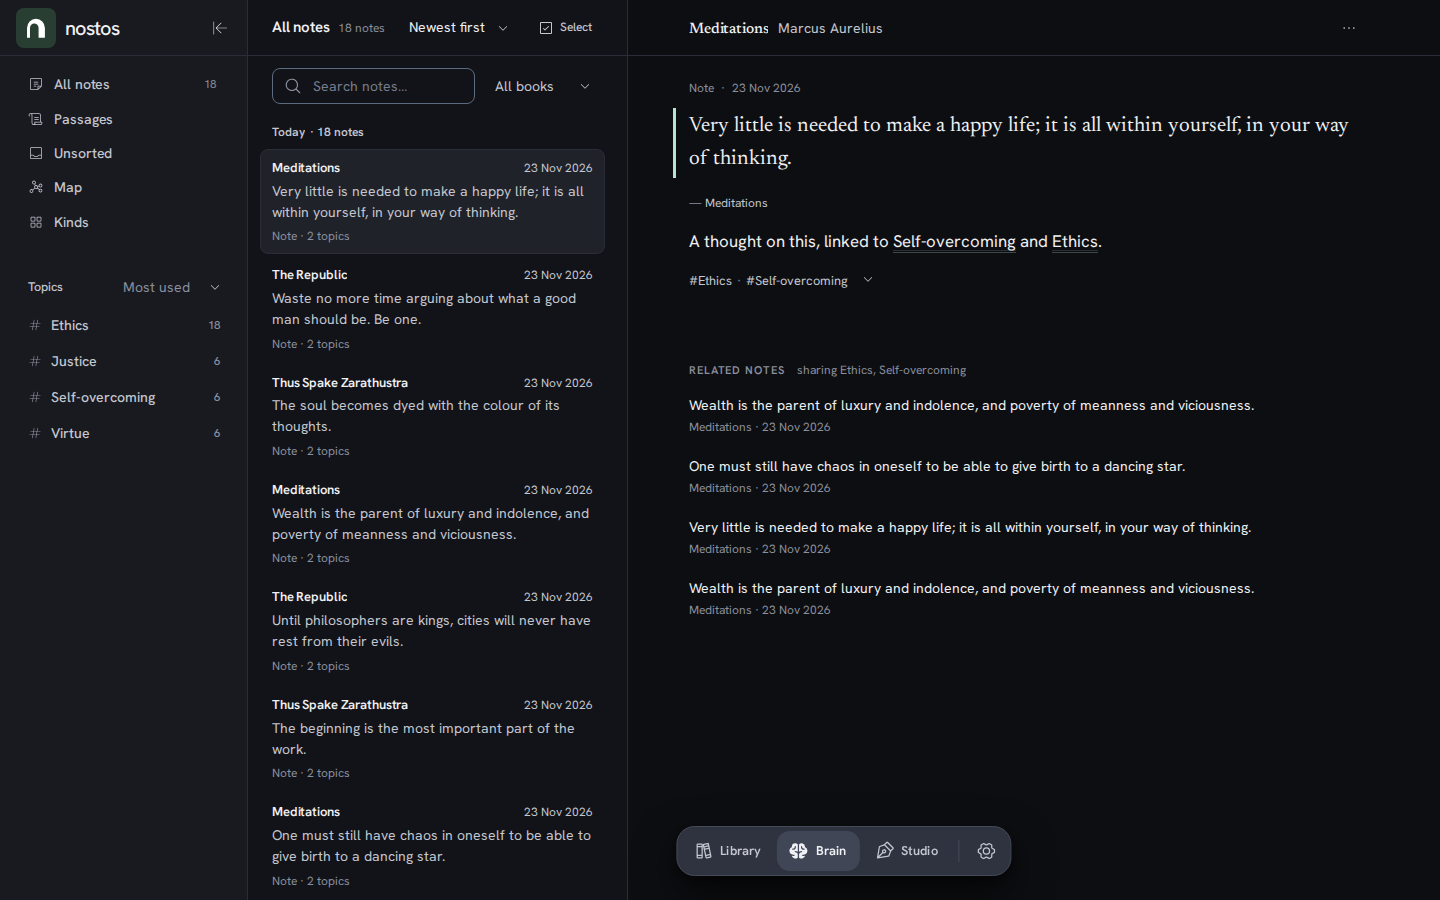 nostos
All notes 18
Passages
Unsorted
Map
Kinds
Topics Most used
# Ethics 18
# Justice 6
# Self-overcoming 6
# Virtue 6
All notes 18 notes Newest first Select
Search notes...
All books
Today · 18 notes
Meditations 23 Nov 2026
Very little is needed to make a happy life; it is all
within yourself, in your way of thinking.
Note · 2 topics
The Republic 23 Nov 2026
Waste no more time arguing about what a good
man should be. Be one.
Note · 2 topics
Thus Spake Zarathustra 23 Nov 2026
The soul becomes dyed with the colour of its
thoughts.
Note · 2 topics
Meditations 23 Nov 2026
Wealth is the parent of luxury and indolence, and
poverty of meanness and viciousness.
Note · 2 topics
The Republic 23 Nov 2026
Until philosophers are kings, cities will never have
rest from their evils.
Note · 2 topics
Thus Spake Zarathustra 23 Nov 2026
The beginning is the most important part of the
work.
Note · 2 topics
Meditations 23 Nov 2026
One must still have chaos in oneself to be able to
give birth to a dancing star.
Note · 2 topics
Meditations Marcus Aurelius
Note · 23 Nov 2026
Very little is needed to make a happy life; it is all within yourself, in your way
of thinking.
— Meditations
A thought on this, linked to Self-overcoming and Ethics.
#Ethics · #Self-overcoming
RELATED NOTES sharing Ethics, Self-overcoming
Wealth is the parent of luxury and indolence, and poverty of meanness and viciousness.
Meditations · 23 Nov 2026
One must still have chaos in oneself to be able to give birth to a dancing star.
Meditations · 23 Nov 2026
Very little is needed to make a happy life; it is all within yourself, in your way of thinking.
Meditations · 23 Nov 2026
Wealth is the parent of luxury and indolence, and poverty of meanness and viciousness.
Meditations · 23 Nov 2026
Library Brain Studio